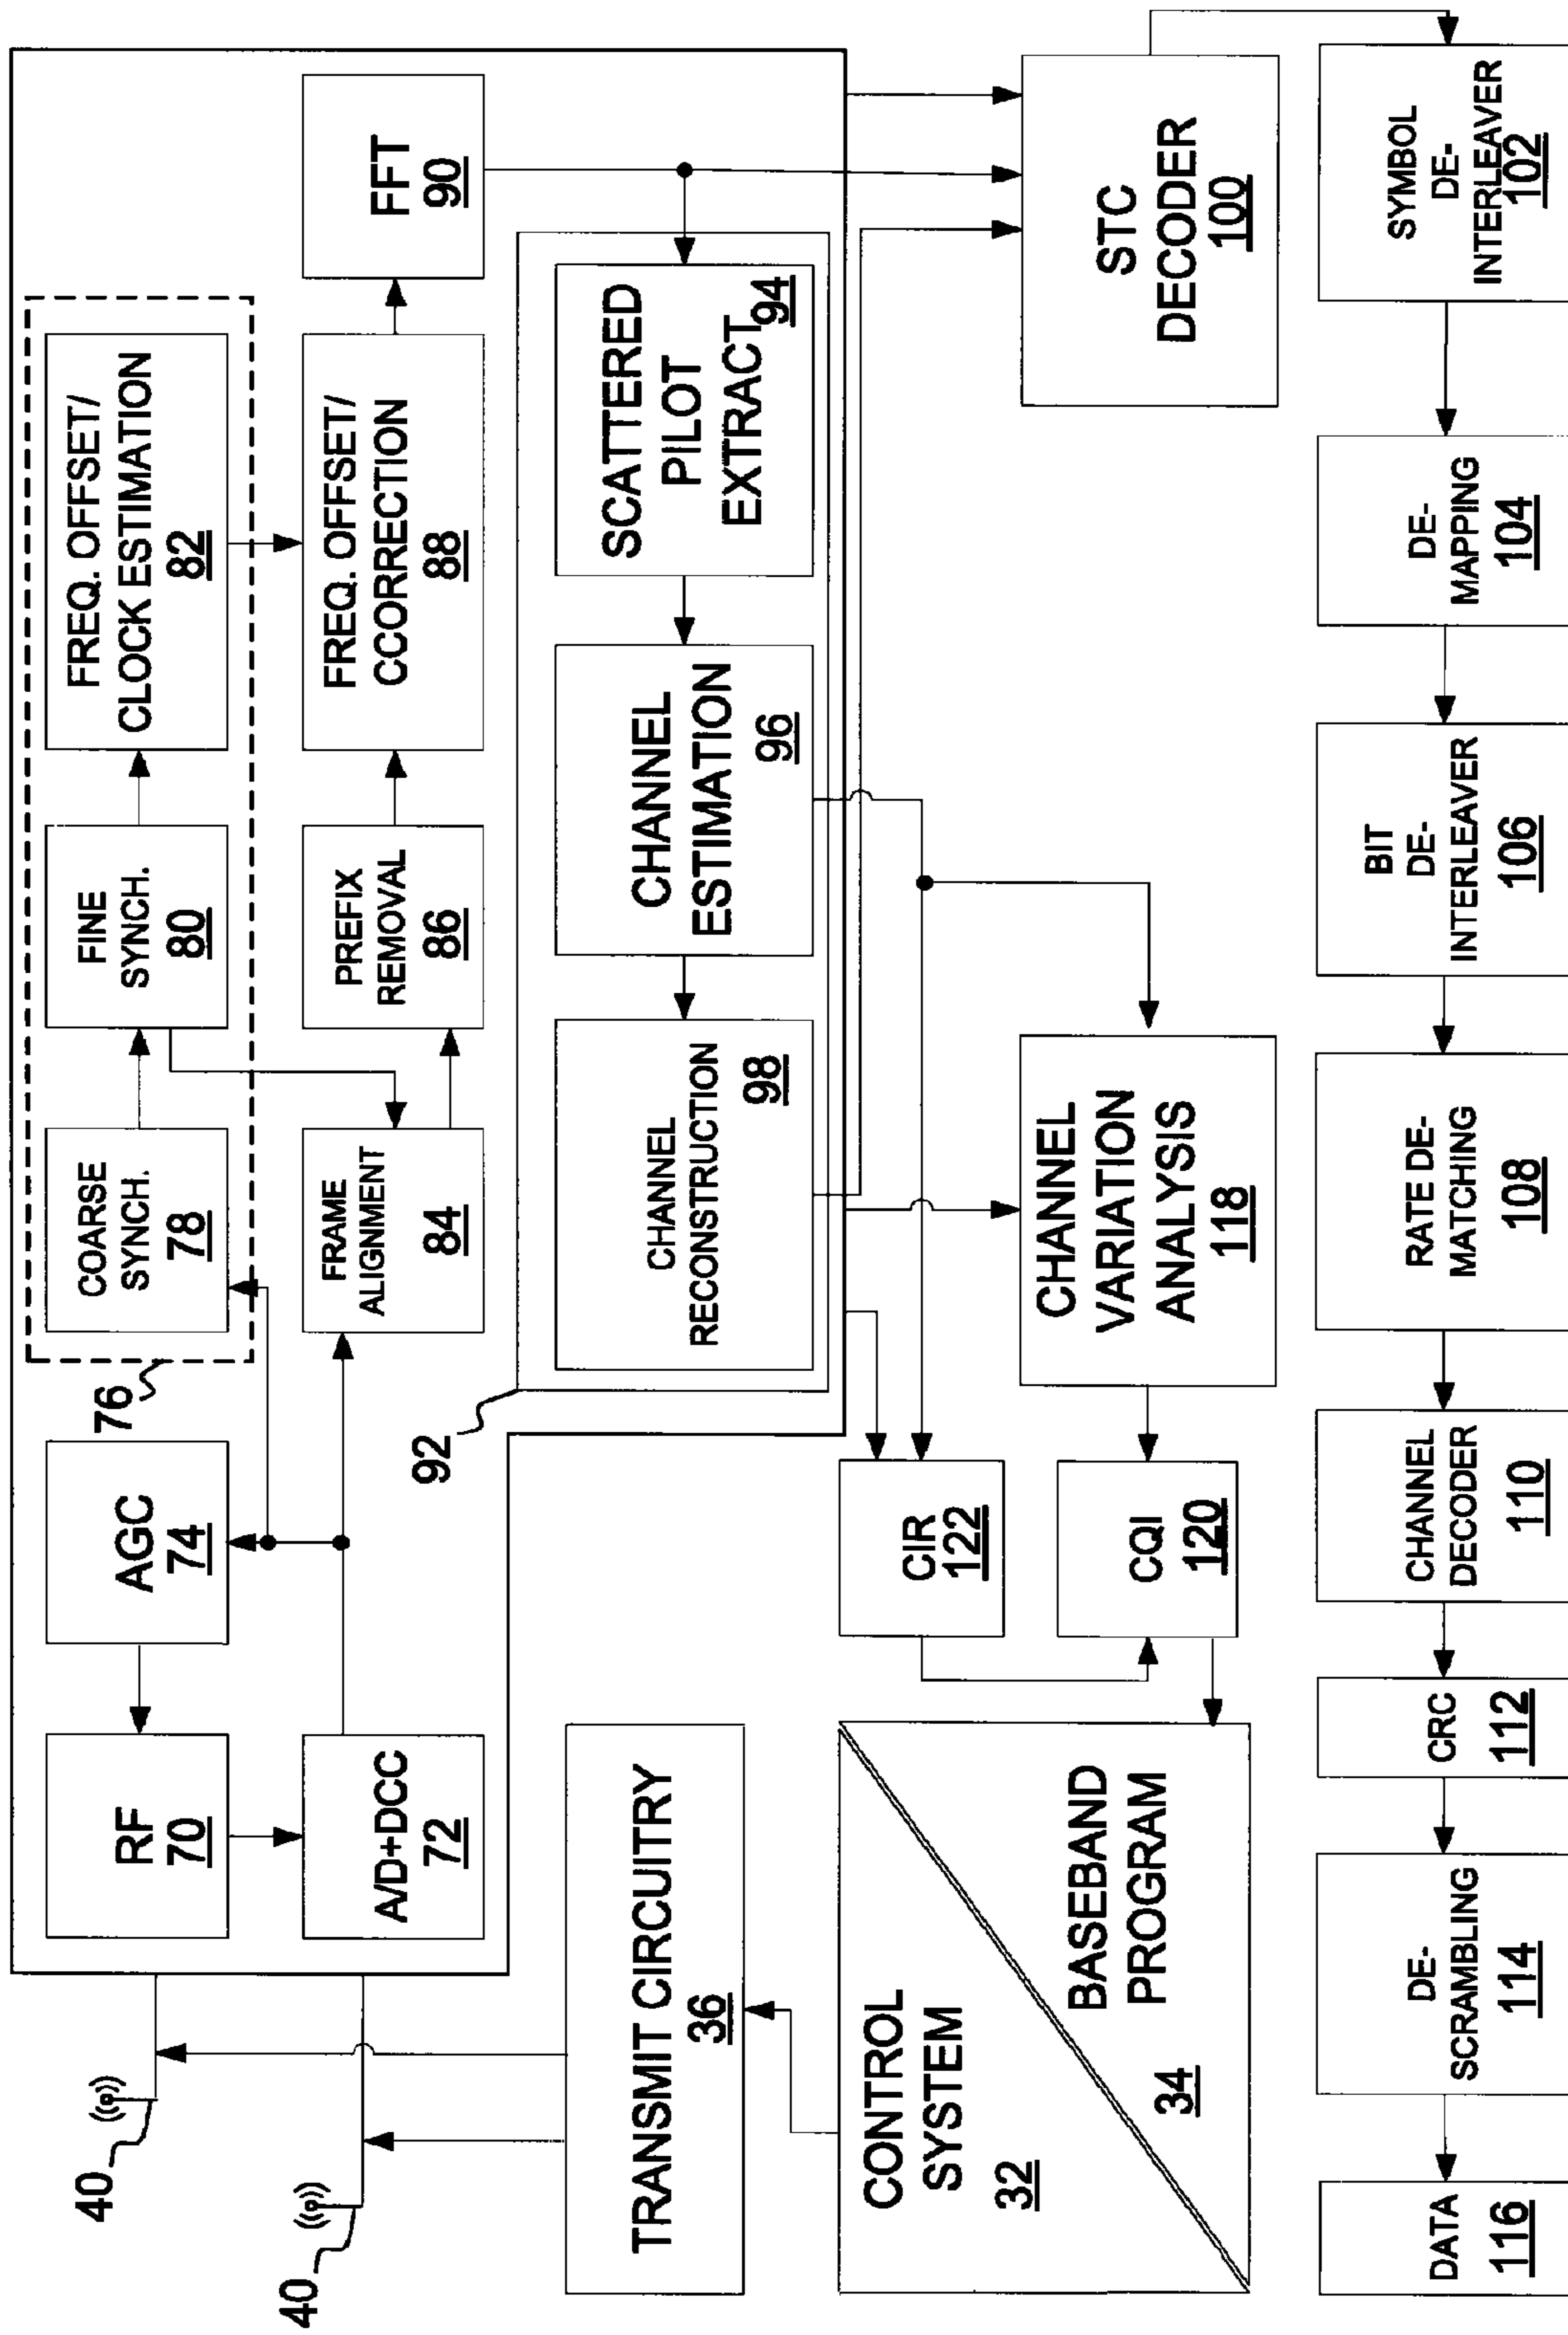 40
40
RF
70
A/D+DCC
72
AGC
74
76
COARSE
SYNCH.
78
FINE
SYNCH.
80
FREQ. OFFSET/
CLOCK ESTIMATION
82
FRAME
ALIGNMENT
84
PREFIX
REMOVAL
86
FREQ. OFFSET/
CCORRECTION
88
FFT
90
92
SCATTERED
PILOT
EXTRACT
94
CHANNEL
ESTIMATION
96
CHANNEL
RECONSTRUCTION
98
TRANSMIT CIRCUITRY
36
CONTROL
SYSTEM
32
BASEBAND
PROGRAM
34
CIR
122
CQI
120
CHANNEL
VARIATION
ANALYSIS
118
STC
DECODER
100
SYMBOL
DE-
INTERLEAVER
102
DE-
MAPPING
104
BIT
DE-
INTERLEAVER
106
RATE DE-
MATCHING
108
CHANNEL
DECODER
110
CRC
112
DE-
SCRAMBLING
114
DATA
116